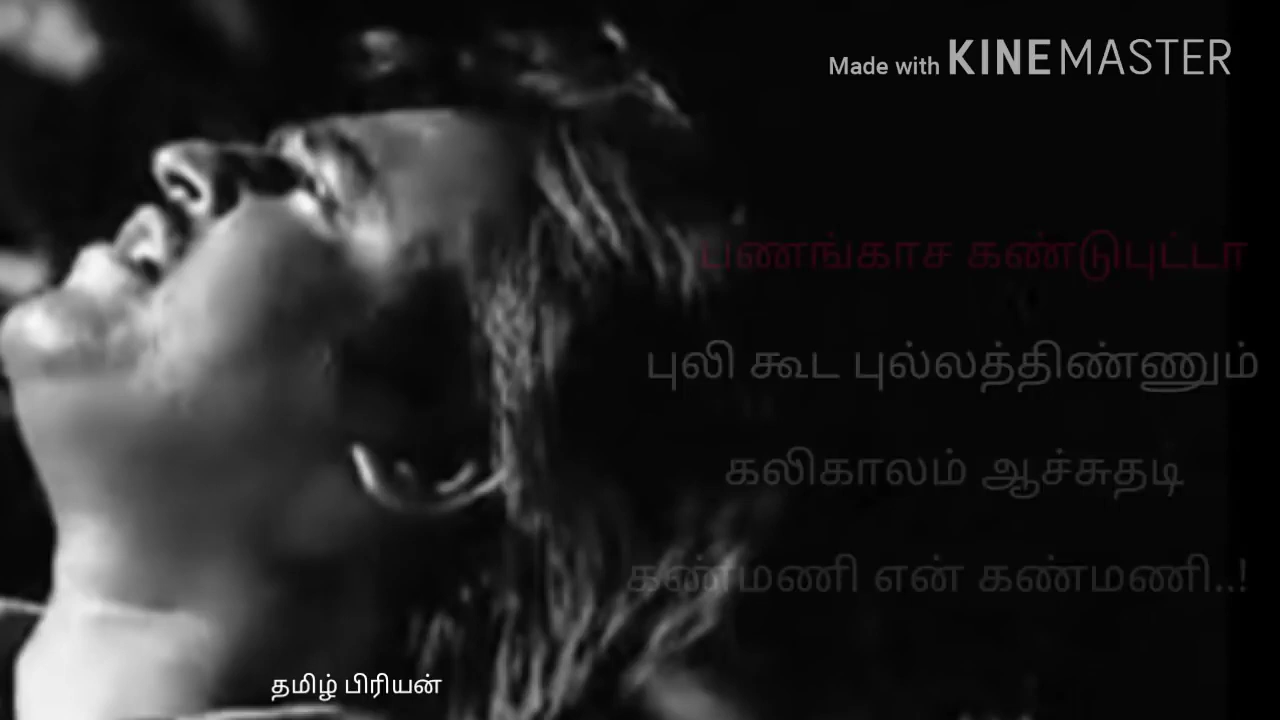 Made with KINEMASTER
பணங்காச கண்டுபுட்டா
புலி கூட புல்லத்திண்ணும்
கலிகாலம் ஆச்சுதடி
கண்மணி என் கண்மணி..!
தமிழ் பிரியன்